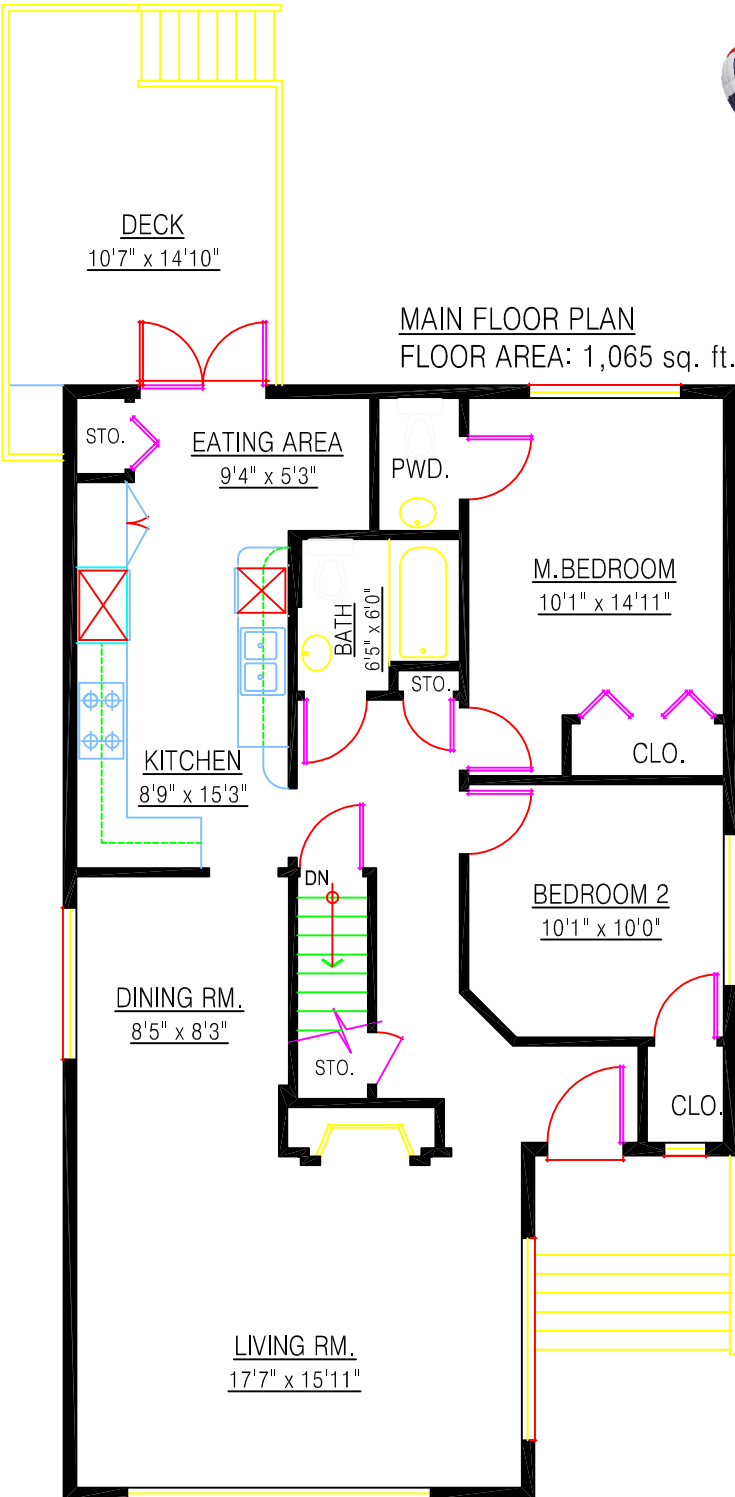 DECK
10'7" x 14'10"
MAIN FLOOR PLAN
FLOOR AREA: 1,065 sq. ft.
STO.
EATING AREA
9'4" x 5'3"
PWD.
M.BEDROOM
10'1" x 14'11"
BATH
6'5" x 6'0"
STO.
CLO.
KITCHEN
8'9" x 15'3"
DN
BEDROOM 2
10'1" x 10'0"
DINING RM.
8'5" x 8'3"
STO.
CLO.
LIVING RM.
17'7" x 15'11"